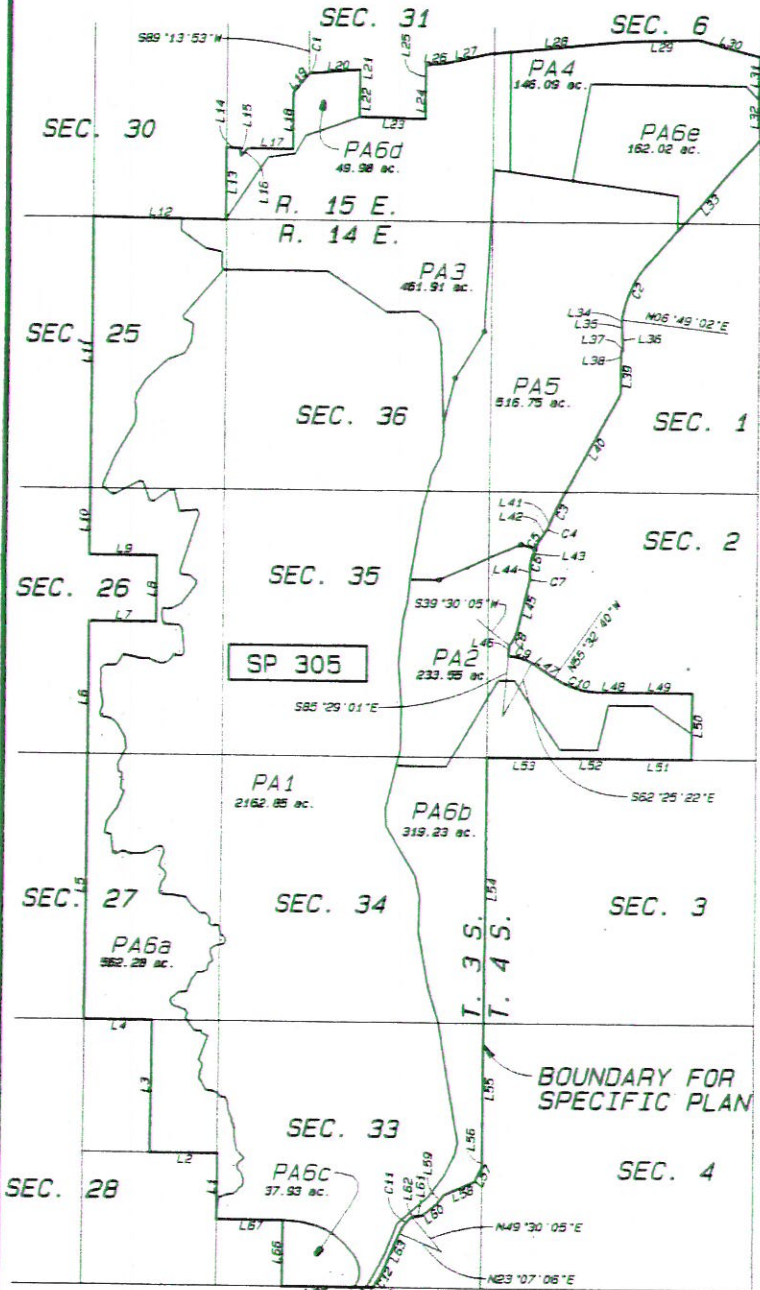 SEC. 31
SEC. 6
S89°13'53"W
C1
L19
L20
L21
L22
L25
L26
L27
L28
L29
L30
L31
L32
L24
L23
PA4
146.09 ac.
PA6e
162.02 ac.
SEC. 30
L14
L15
L18
L17
L16
L13
PA6d
49.98 ac.
L12
R. 15 E.
R. 14 E.
L33
C2
PA3
461.91 ac.
SEC. 25
L11
L34
L35
N06°49'02"E
L37
L36
L38
L39
PA5
516.75 ac.
SEC. 36
SEC. 1
L40
L10
L41
L42
C3
C4
L9
C5
C6
L43
SEC. 2
SEC. 26
L8
SEC. 35
L44
C7
L7
S39°30'05"W
L45
N55°32'40"W
L46
C8
C9
L47
SP 305
PA2
233.55 ac.
C10
L48
L49
L6
S85°29'01"E
L50
L53
L52
L51
PA1
2162.85 ac.
S62°25'22"E
PA6b
319.23 ac.
L5
SEC. 27
SEC. 34
L54
SEC. 3
PA6a
562.28 ac.
T. 3 S.
T. 4 S.
L4
L3
BOUNDARY FOR
SPECIFIC PLAN
L55
SEC. 33
L56
L2
L57
SEC. 4
SEC. 28
PA6c
37.93 ac.
C11
L62
L61
L59
L58
L60
L1
L67
N49°30'05"E
L66
L63
C12
N23°07'06"E